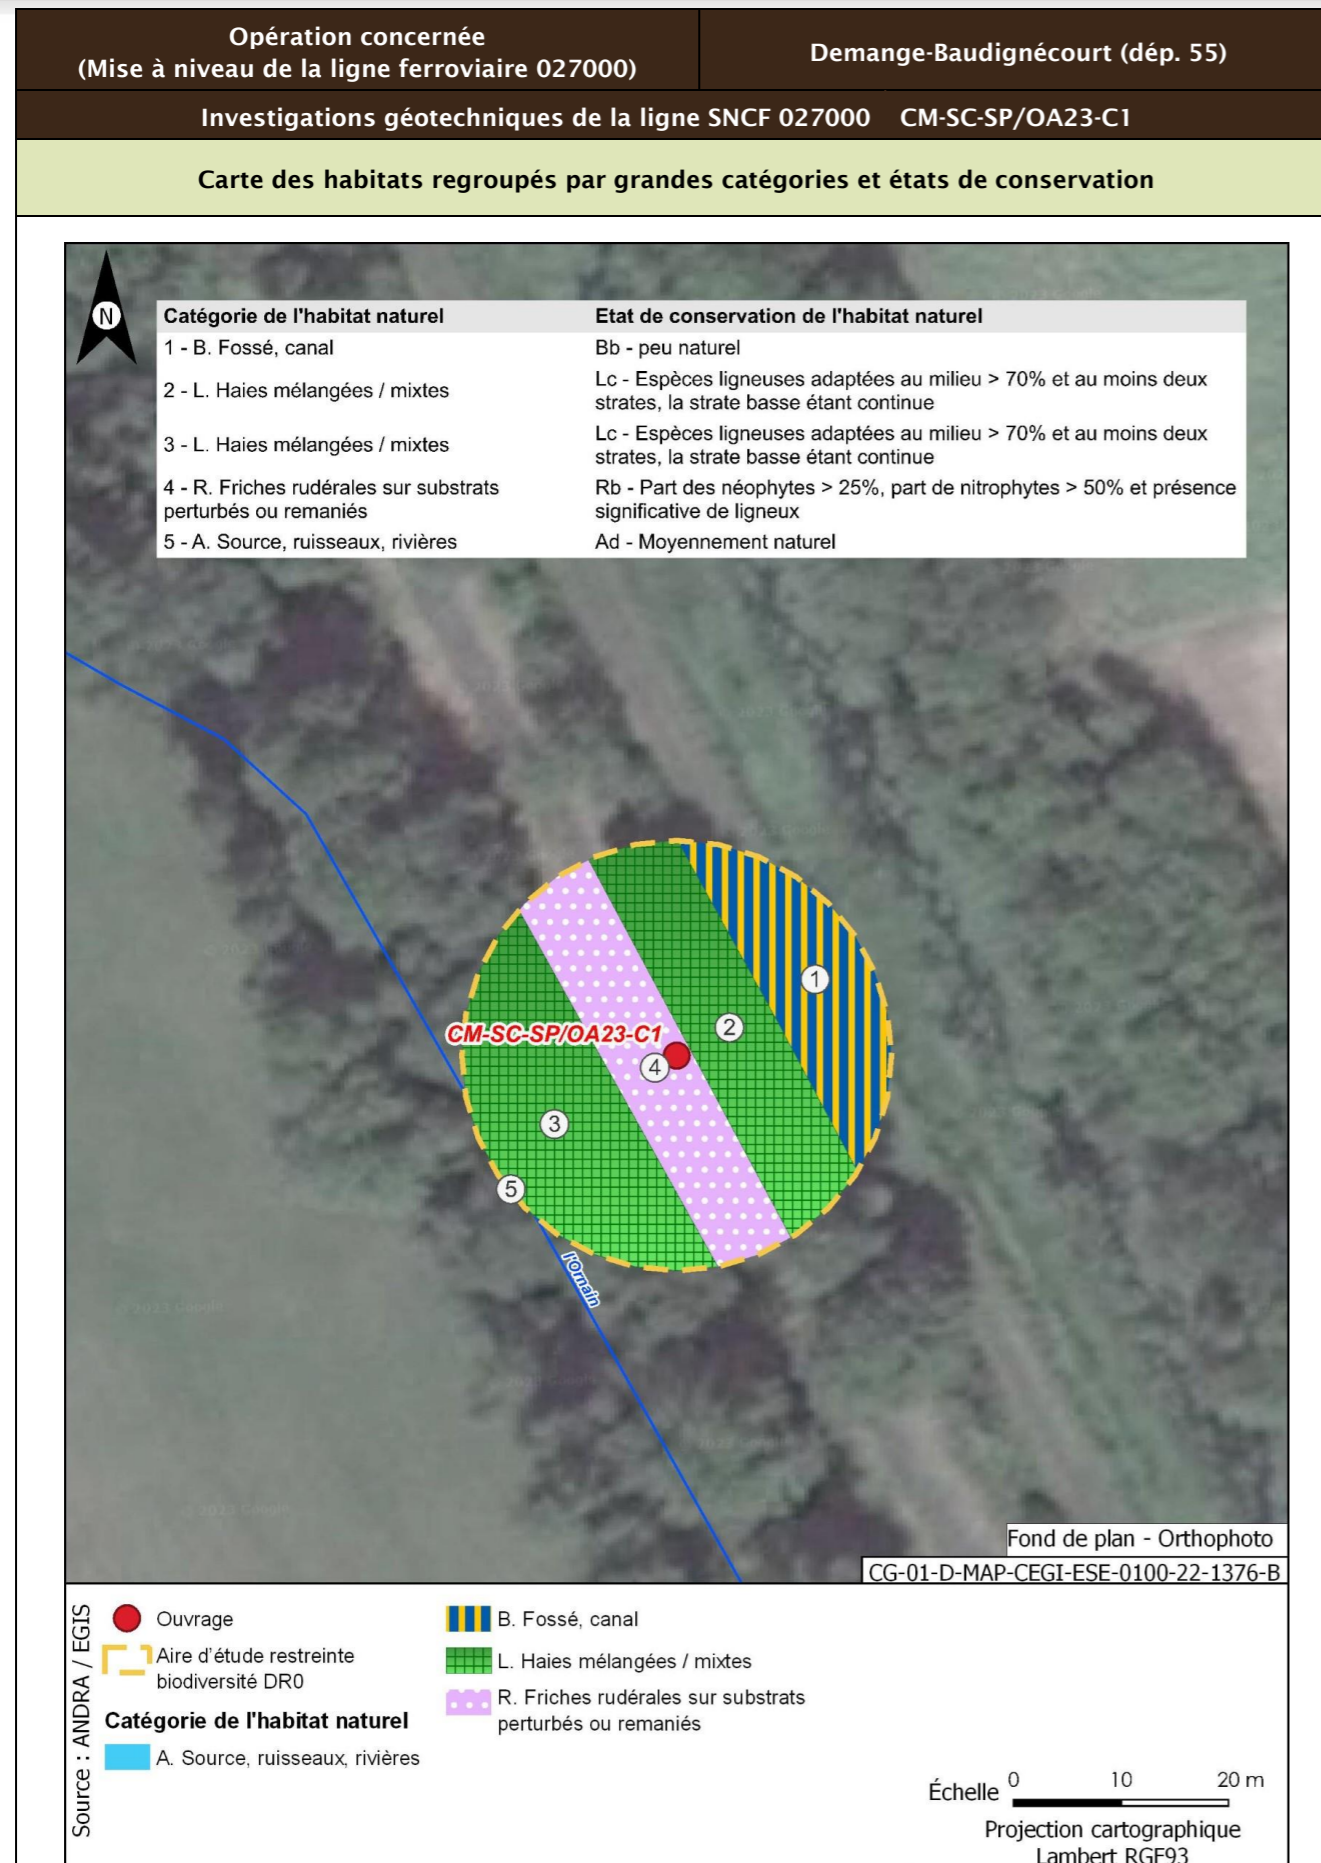 Opération concernée
(Mise à niveau de la ligne ferroviaire 027000)
Demange-Baudignécourt (dép. 55)
Investigations géotechniques de la ligne SNCF 027000 CM-SC-SP/OA23-C1
Carte des habitats regroupés par grandes catégories et états de conservation
N
Catégorie de l'habitat naturel
Etat de conservation de l'habitat naturel
1 - B. Fossé, canal
Bb - peu naturel
2 - L. Haies mélangées / mixtes
Lc - Espèces ligneuses adaptées au milieu > 70% et au moins deux
strates, la strate basse étant continue
3 - L. Haies mélangées / mixtes
Lc - Espèces ligneuses adaptées au milieu > 70% et au moins deux
strates, la strate basse étant continue
4 - R. Friches rudérales sur substrats
perturbés ou remaniés
Rb - Part des néophytes > 25%, part de nitrophytes > 50% et présence
significative de ligneux
5 - A. Source, ruisseaux, rivières
Ad - Moyennement naturel
1
2
CM-SC-SP/OA23-C1
4
3
5
l'Ornain
Fond de plan - Orthophoto
CG-01-D-MAP-CEGI-ESE-0100-22-1376-B
Source : ANDRA / EGIS
Ouvrage
Aire d'étude restreinte
biodiversité DR0
Catégorie de l'habitat naturel
A. Source, ruisseaux, rivières
B. Fossé, canal
L. Haies mélangées / mixtes
R. Friches rudérales sur substrats
perturbés ou remaniés
Échelle 0 10 20 m
Projection cartographique
Lambert RGF93